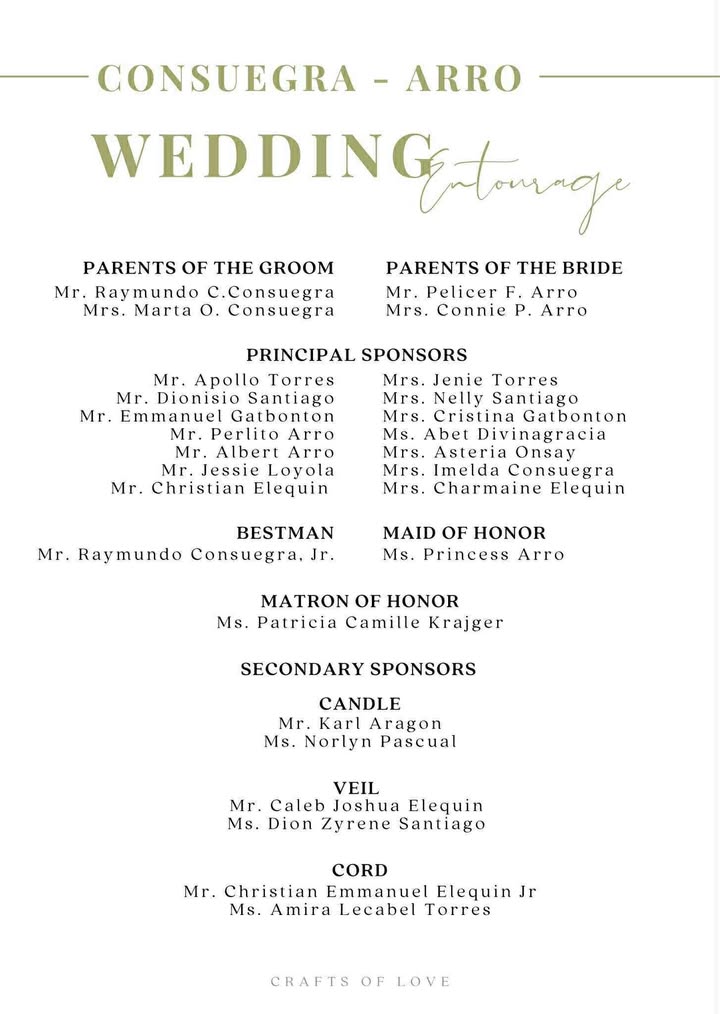 CONSUEGRA - ARRO
WEDDING
Entourage
PARENTS OF THE GROOM
Mr. Raymundo C.Consuegra
Mrs. Marta O. Consuegra
PARENTS OF THE BRIDE
Mr. Pelicer F. Arro
Mrs. Connie P. Arro
PRINCIPAL SPONSORS
Mr. Apollo Torres
Mr. Dionisio Santiago
Mr. Emmanuel Gatbonton
Mr. Perlito Arro
Mr. Albert Arro
Mr. Jessie Loyola
Mr. Christian Elequin
Mrs. Jenie Torres
Mrs. Nelly Santiago
Mrs. Cristina Gatbonton
Ms. Abet Divinagracia
Mrs. Asteria Onsay
Mrs. Imelda Consuegra
Mrs. Charmaine Elequin
BESTMAN
Mr. Raymundo Consuegra, Jr.
MAID OF HONOR
Ms. Princess Arro
MATRON OF HONOR
Ms. Patricia Camille Krajger
SECONDARY SPONSORS
CANDLE
Mr. Karl Aragon
Ms. Norlyn Pascual
VEIL
Mr. Caleb Joshua Elequin
Ms. Dion Zyrene Santiago
CORD
Mr. Christian Emmanuel Elequin Jr
Ms. Amira Lecabel Torres
CRAFTS OF LOVE